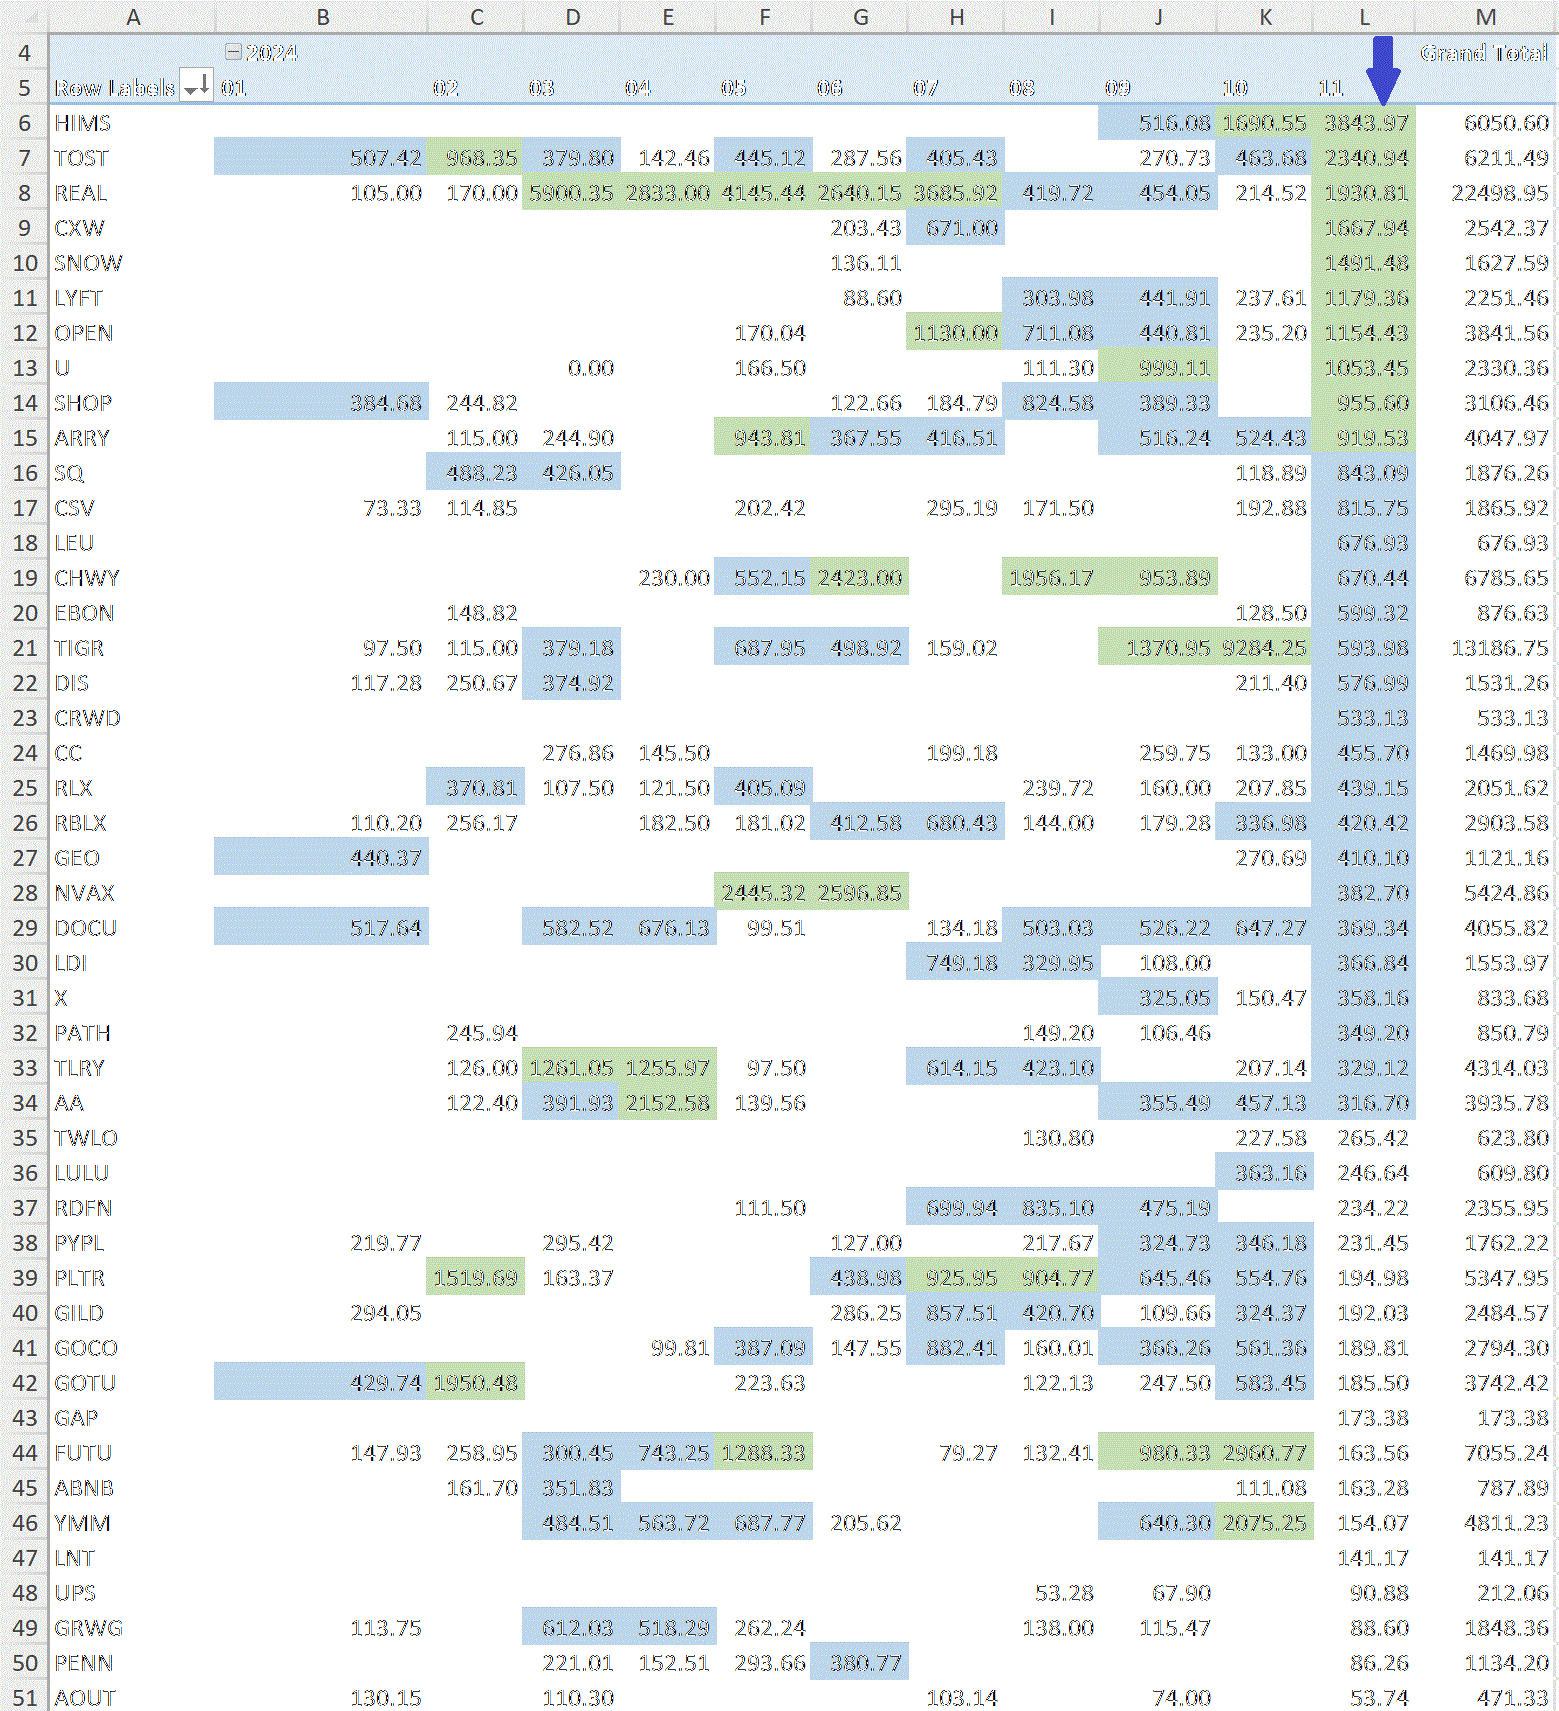 A B C D E F G H I J K L M
4 2024 Grand Total
5 Row Labels 01 02 03 04 05 06 07 08 09 10 11
6 HIMS 516.08 1690.55 3843.97 6050.60
7 TOST 507.42 968.35 379.80 142.46 445.12 287.56 405.43 270.73 463.68 2340.94 6211.49
8 REAL 105.00 170.00 5900.35 2833.00 4145.44 2640.15 3685.92 419.72 454.05 214.52 1930.81 22498.95
9 CXW 203.43 671.00 1667.94 2542.37
10 SNOW 136.11 1491.48 1627.59
11 LYFT 88.60 303.98 441.91 237.61 1179.36 2251.46
12 OPEN 170.04 1130.00 711.08 440.81 235.20 1154.43 3841.56
13 U 0.00 166.50 111.30 999.11 1053.45 2330.36
14 SHOP 384.68 244.82 122.66 184.79 824.58 389.33 955.60 3106.46
15 ARRY 115.00 244.90 943.81 367.55 416.51 516.24 524.43 919.53 4047.97
16 SQ 488.23 426.05 118.89 843.09 1876.26
17 CSV 73.33 114.85 202.42 295.19 171.50 192.88 815.75 1865.92
18 LEU 676.93 676.93
19 CHWY 230.00 552.15 2423.00 1956.17 953.89 670.44 6785.65
20 EBON 148.82 128.50 599.32 876.63
21 TIGR 97.50 115.00 379.18 687.95 498.92 159.02 1370.95 9284.25 593.98 13186.75
22 DIS 117.28 250.67 374.92 211.40 576.99 1531.26
23 CRWD 533.13 533.13
24 CC 276.86 145.50 199.18 259.75 133.00 455.70 1469.98
25 RLX 370.81 107.50 121.50 405.09 239.72 160.00 207.85 439.15 2051.62
26 RBLX 110.20 256.17 182.50 181.02 412.58 680.43 144.00 179.28 336.98 420.42 2903.58
27 GEO 440.37 270.69 410.10 1121.16
28 NVAX 2445.32 2596.85 382.70 5424.86
29 DOCU 517.64 582.52 676.13 99.51 134.18 503.03 526.22 647.27 369.34 4055.82
30 LDI 749.18 329.95 108.00 366.84 1553.97
31 X 325.05 150.47 358.16 833.68
32 PATH 245.94 149.20 106.46 349.20 850.79
33 TLRY 126.00 1261.05 1255.97 97.50 614.15 423.10 207.14 329.12 4314.03
34 AA 122.40 391.93 2152.58 139.56 355.49 457.13 316.70 3935.78
35 TWLO 130.80 227.58 265.42 623.80
36 LULU 363.16 246.64 609.80
37 RDFN 111.50 699.94 835.10 475.19 234.22 2355.95
38 PYPL 219.77 295.42 127.00 217.67 324.73 346.18 231.45 1762.22
39 PLTR 1519.69 163.37 438.98 925.95 904.77 645.46 554.76 194.98 5347.95
40 GILD 294.05 286.25 857.51 420.70 109.66 324.37 192.03 2484.57
41 GOCO 99.81 387.09 147.55 882.41 160.01 366.26 561.36 189.81 2794.30
42 GOTU 429.74 1950.48 223.63 122.13 247.50 583.45 185.50 3742.42
43 GAP 173.38 173.38
44 FUTU 147.93 258.95 300.45 743.25 1288.33 79.27 132.41 980.33 2960.77 163.56 7055.24
45 ABNB 161.70 351.83 111.08 163.28 787.89
46 YMM 484.51 563.72 687.77 205.62 640.30 2075.25 154.07 4811.23
47 LNT 141.17 141.17
48 UPS 53.28 67.90 90.88 212.06
49 GRWG 113.75 612.03 518.29 262.24 138.00 115.47 88.60 1848.36
50 PENN 221.01 152.51 293.66 380.77 86.26 1134.20
51 AOUT 130.15 110.30 103.14 74.00 53.74 471.33